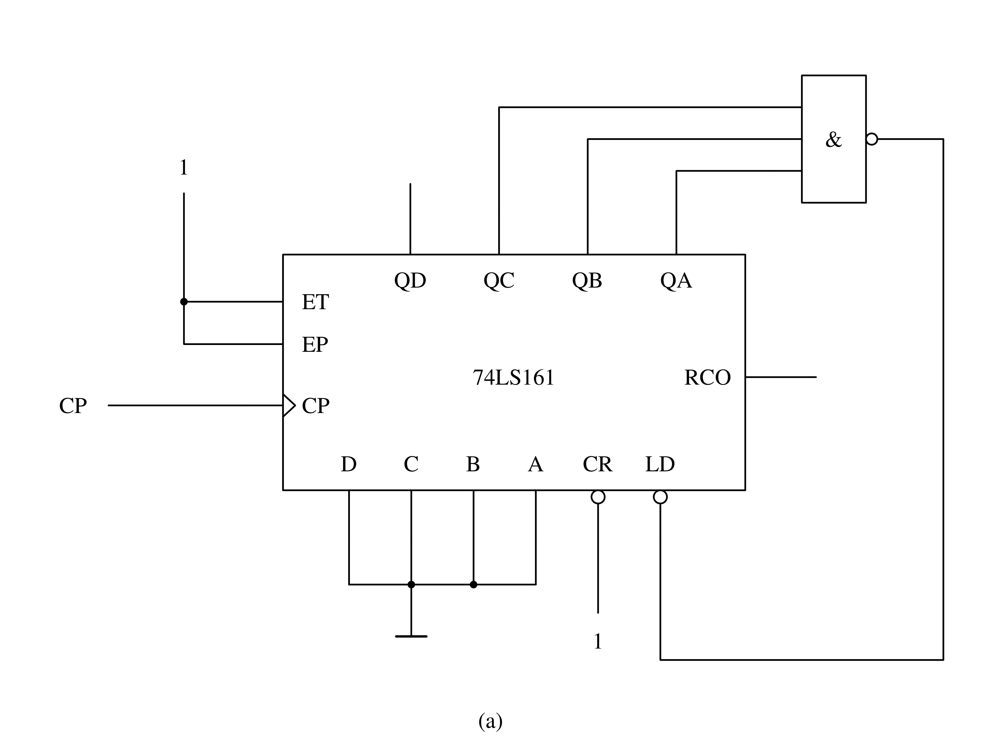 &
1
QD QC QB QA
ET
EP
74LS161 RCO
CP CP
D C B A CR LD
1
(a)